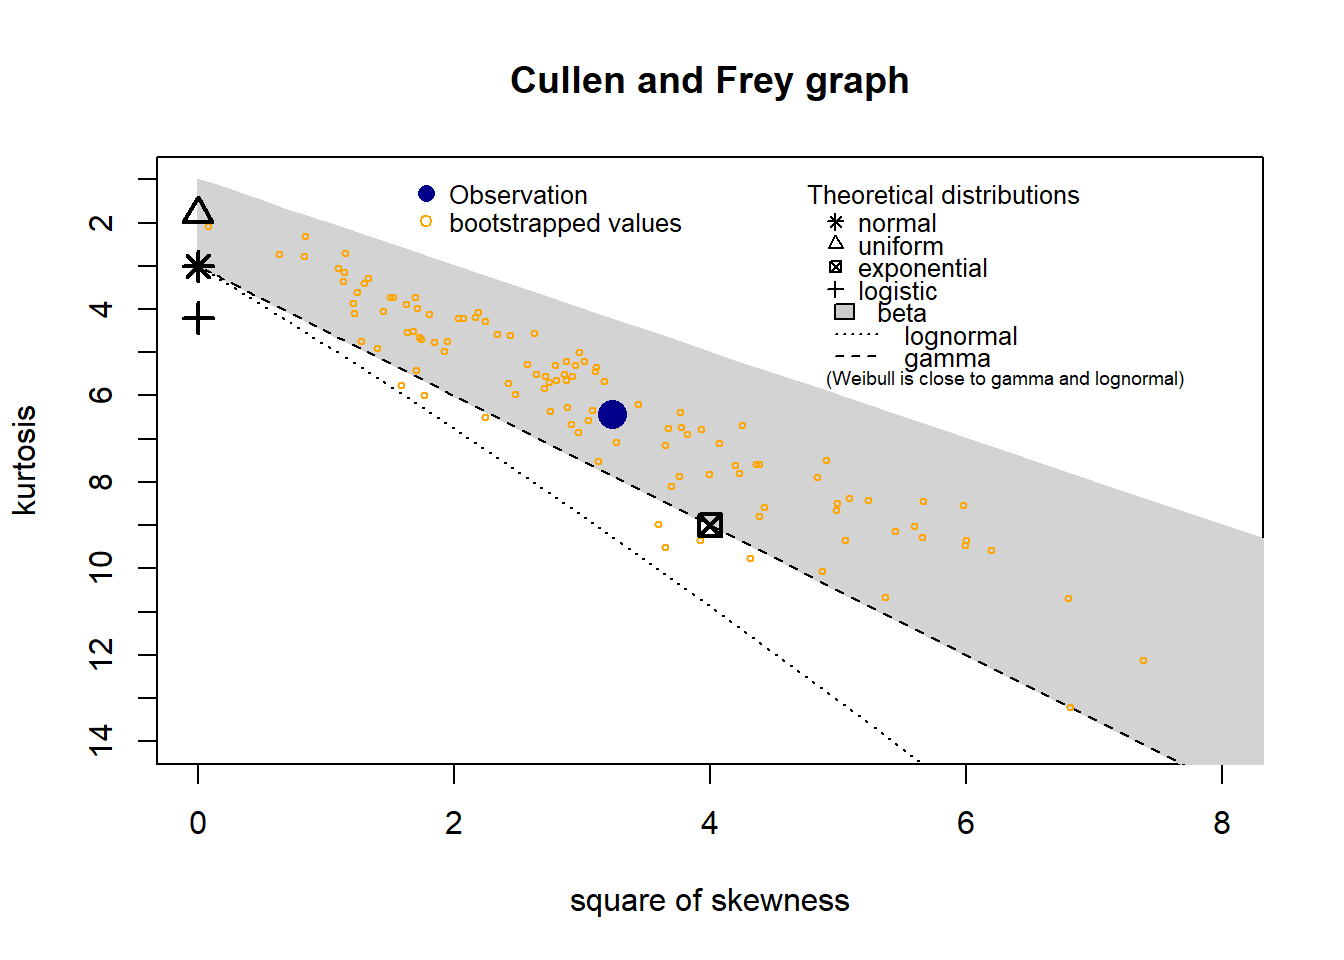 Cullen and Frey graph
Observation
bootstrapped values
Theoretical distributions
normal
uniform
exponential
logistic
beta
lognormal
gamma
(Weibull is close to gamma and lognormal)
kurtosis
2
4
6
8
10
12
14
0 2 4 6 8
square of skewness